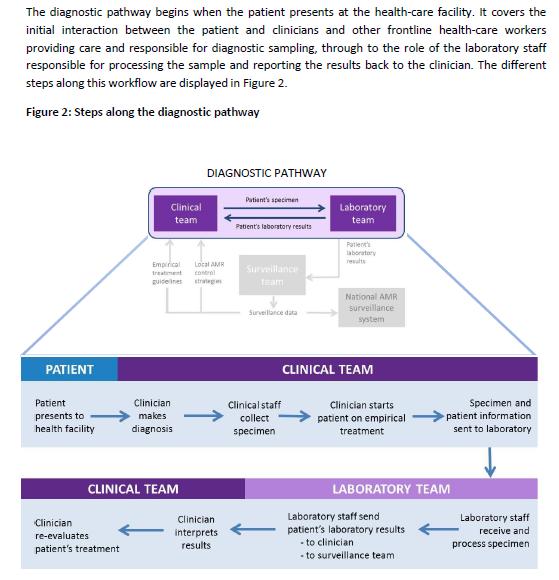 The diagnostic pathway begins when the patient presents at the health-care facility. It covers the
initial interaction between the patient and clinicians and other frontline health-care workers
providing care and responsible for diagnostic sampling, through to the role of the laboratory staff
responsible for processing the sample and reporting the results back to the clinician. The different
steps along this workflow are displayed in Figure 2.
Figure 2: Steps along the diagnostic pathway
DIAGNOSTIC PATHWAY
Clinical
team
Patient's specimen
Patient's laboratory results
Laboratory
team
Empirical
treatment
guidelines
Local AMR
control
strategies
Surveillance
team
Patient's
laboratory
results
Surveillance data
National AMR
surveillance
system
PATIENT
CLINICAL TEAM
Patient
presents to
health facility
Clinician
makes
diagnosis
Clinical staff
collect
specimen
Clinician starts
patient on empirical
treatment
Specimen and
patient information
sent to laboratory
CLINICAL TEAM
LABORATORY TEAM
Clinician
re-evaluates
patient's treatment
Clinician
interprets
results
Laboratory staff send
patient's laboratory results
- to clinician
- to surveillance team
Laboratory staff
receive and
process specimen